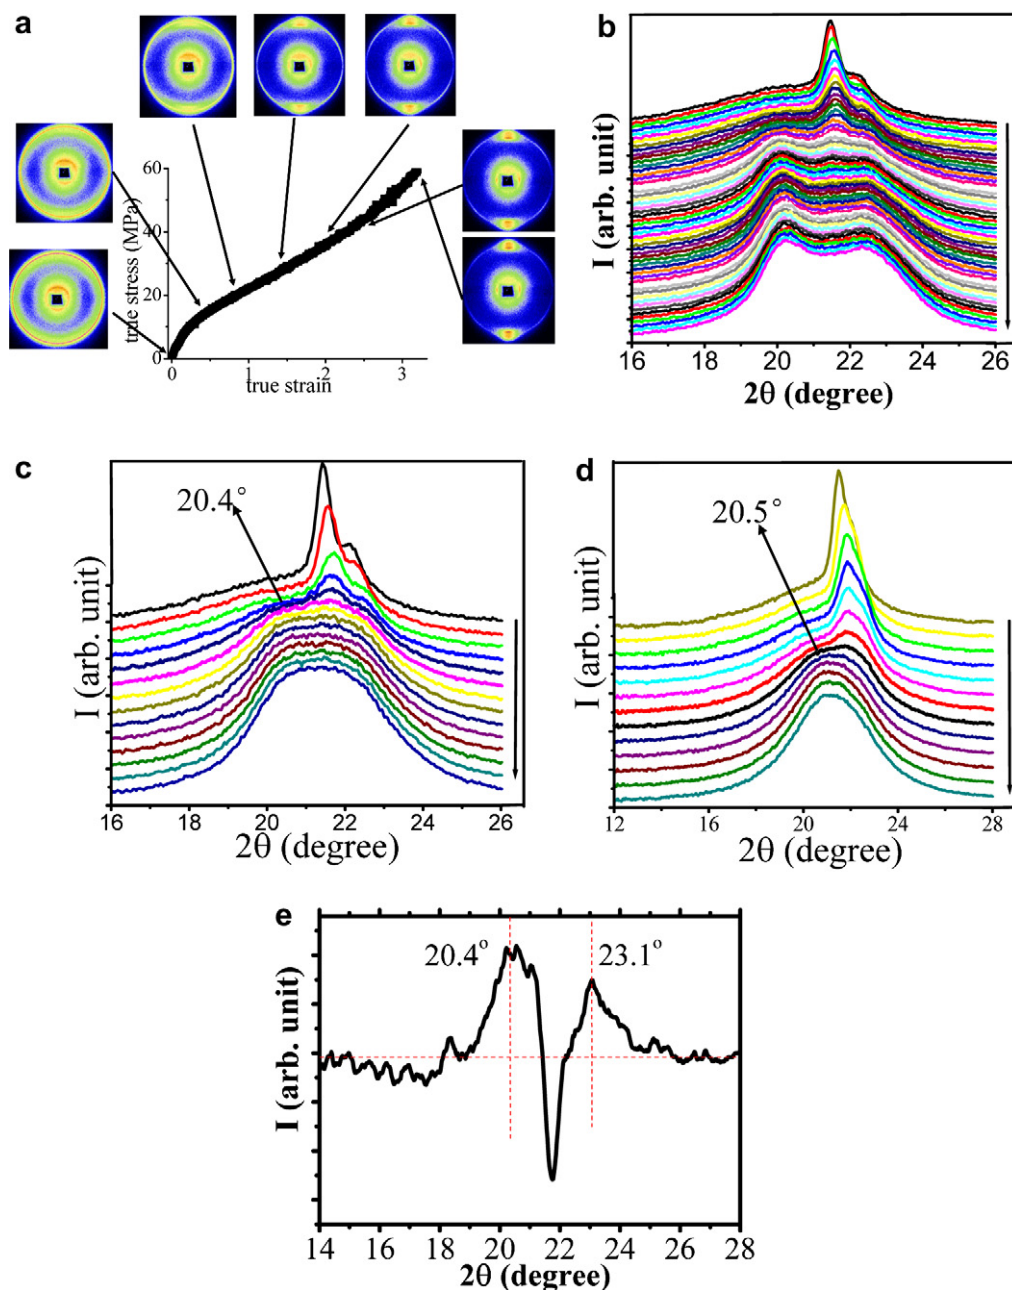 a
60
40
20
0
true stress (MPa)
0 1 2 3
true strain
b
I (arb. unit)
16 18 20 22 24 26
2θ (degree)
c
20.4°
I (arb. unit)
16 18 20 22 24 26
2θ (degree)
d
20.5°
I (arb. unit)
12 16 20 24 28
2θ (degree)
e
20.4° 23.1°
I (arb. unit)
14 16 18 20 22 24 26 28
2θ (degree)